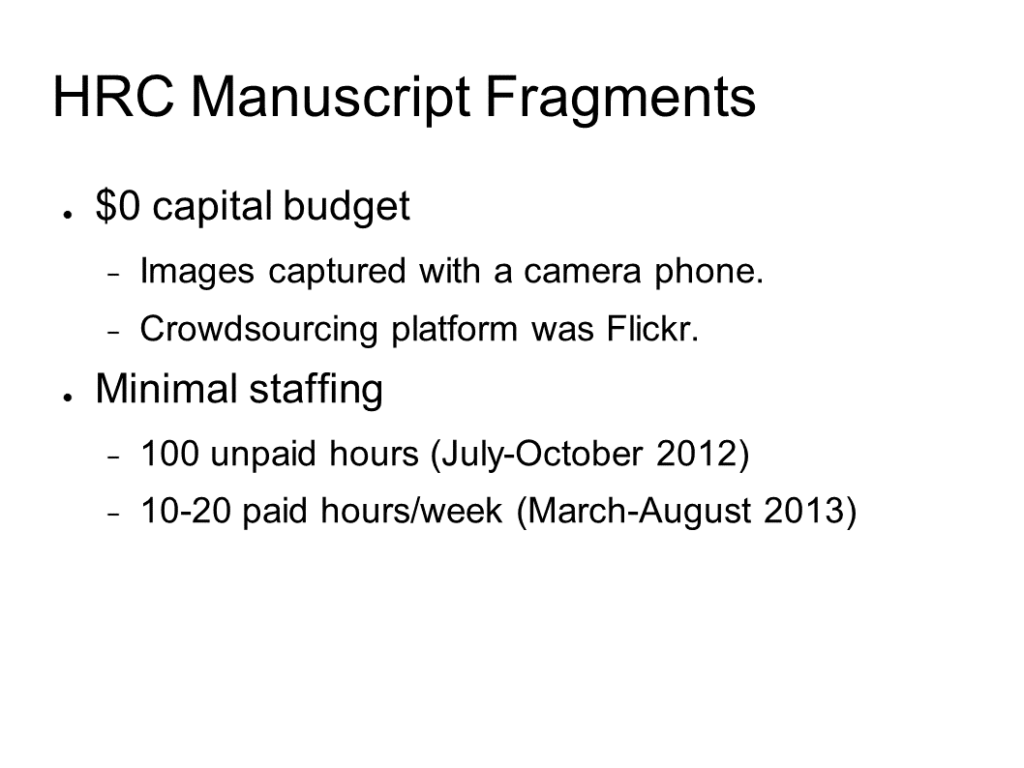 HRC Manuscript Fragments
● $0 capital budget
– Images captured with a camera phone.
– Crowdsourcing platform was Flickr.
● Minimal staffing
– 100 unpaid hours (July-October 2012)
– 10-20 paid hours/week (March-August 2013)